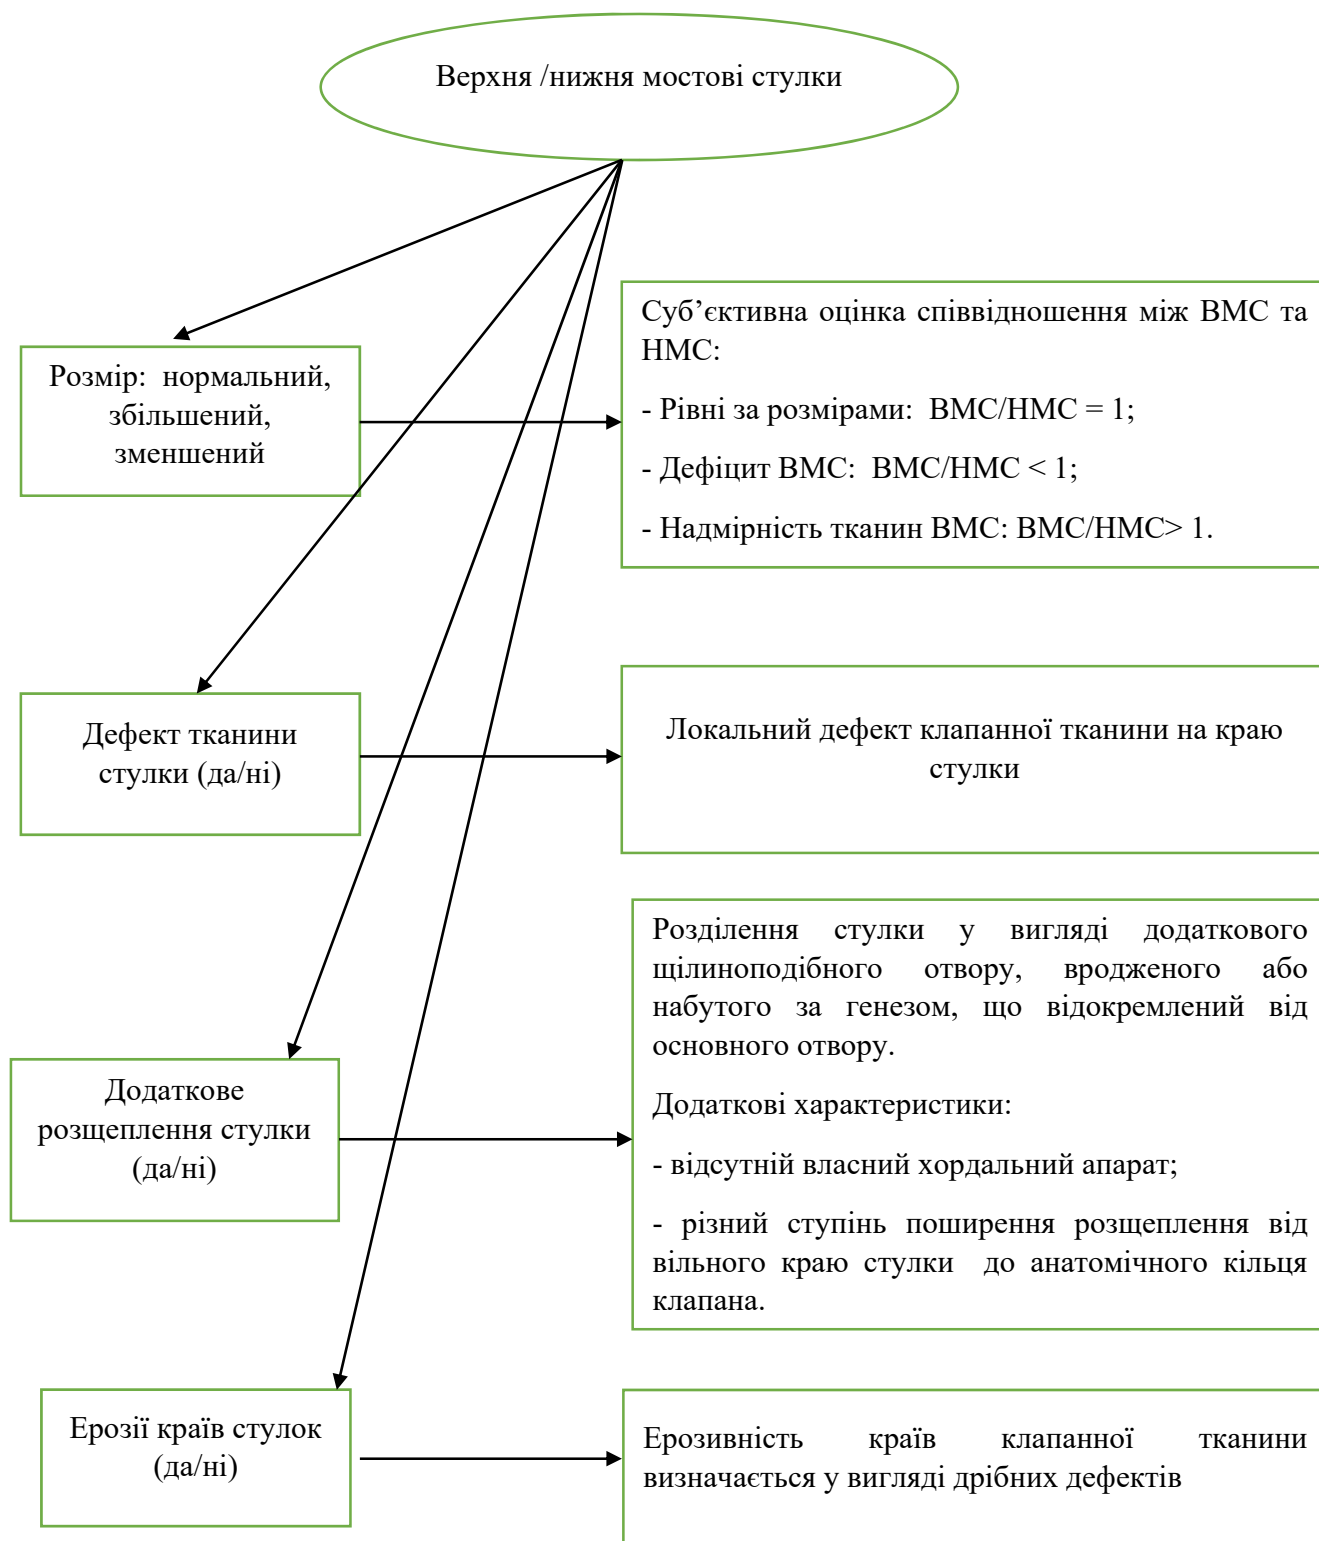 Верхня /нижня мостові стулки
Розмір: нормальний,
збільшений,
зменшений
Суб’єктивна оцінка співвідношення між ВМС та
НМС:
- Рівні за розмірами: ВМС/НМС = 1;
- Дефіцит ВМС: ВМС/НМС < 1;
- Надмірність тканин ВМС: ВМС/НМС> 1.
Дефект тканини
стулки (да/ні)
Локальний дефект клапанної тканини на краю
стулки
Додаткове
розщеплення стулки
(да/ні)
Розділення стулки у вигляді додаткового
щілиноподібного отвору, вродженого або
набутого за генезом, що відокремлений від
основного отвору.
Додаткові характеристики:
- відсутній власний хордальний апарат;
- різний ступінь поширення розщеплення від
вільного краю стулки до анатомічного кільця
клапана.
Ерозії країв стулок
(да/ні)
Ерозивність країв клапанної тканини
визначається у вигляді дрібних дефектів